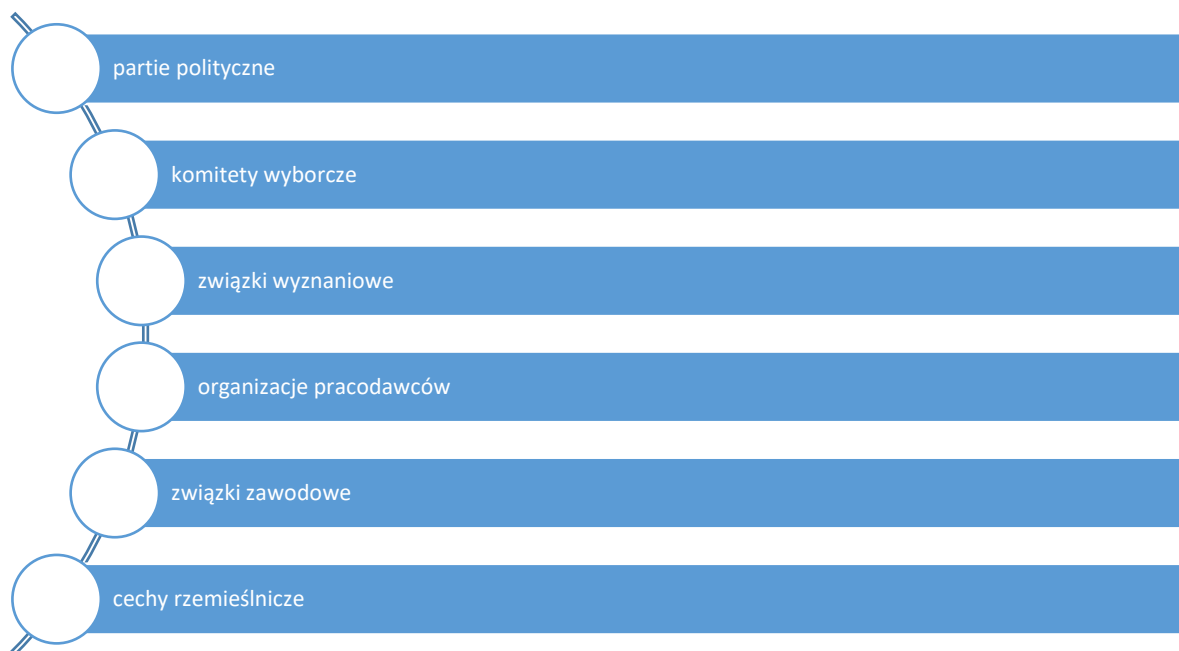 partie polityczne
komitety wyborcze
związki wyznaniowe
organizacje pracodawców
związki zawodowe
cechy rzemieślnicze